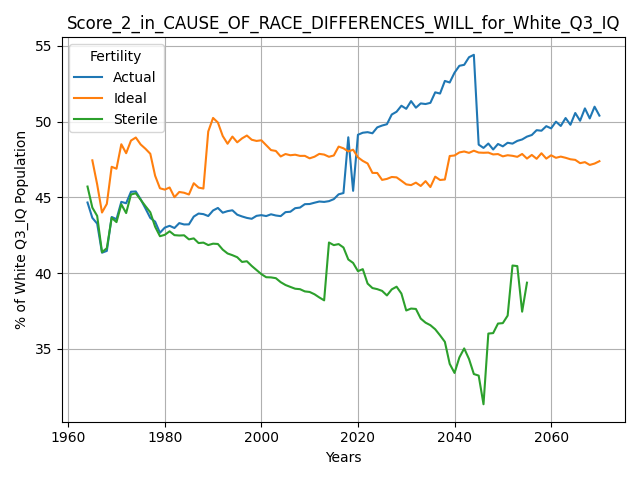 Score_2_in_CAUSE_OF_RACE_DIFFERENCES_WILL_for_White_Q3_IQ
Fertility
Actual
Ideal
Sterile
% of White Q3_IQ Population
55
50
45
40
35
1960
1980
2000
2020
2040
2060
Years